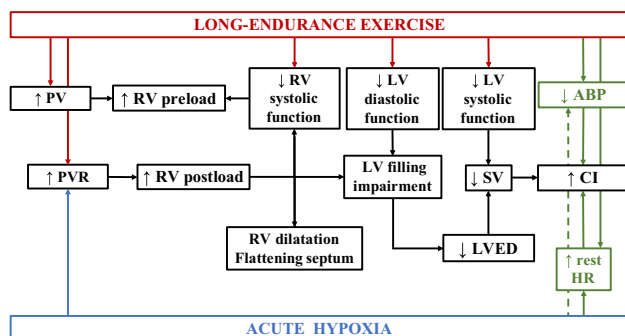 LONG-ENDURANCE EXERCISE
↑ PV
↑ RV preload
↓ RV
systolic
function
↓ LV
diastolic
function
↓ LV
systolic
function
↓ ABP
↑ PVR
↑ RV postload
LV filling
impairment
↓ SV
↑ CI
RV dilatation
Flattening septum
↓ LVED
↑ rest
HR
ACUTE HYPOXIA